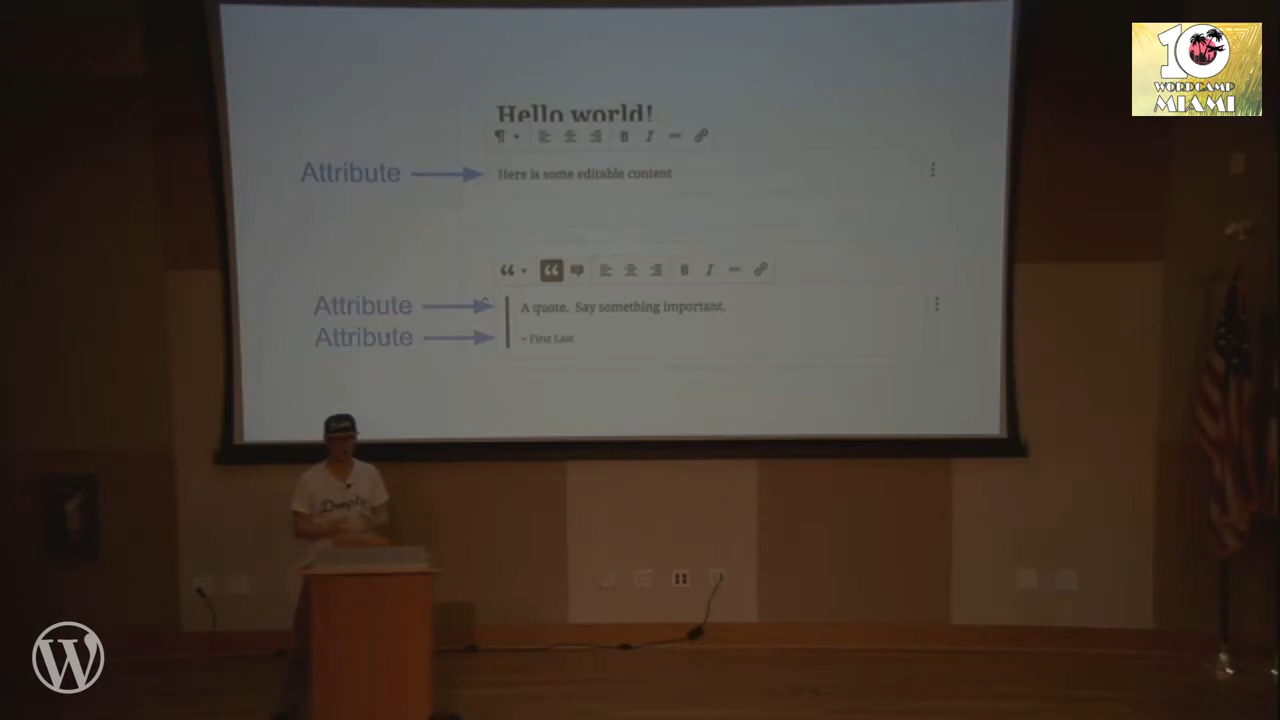 10
WORDCAMP
MIAMI
Hello world!
Attribute
Here is some editable content
Attribute
A quote. Say something important.
Attribute
~ First Last